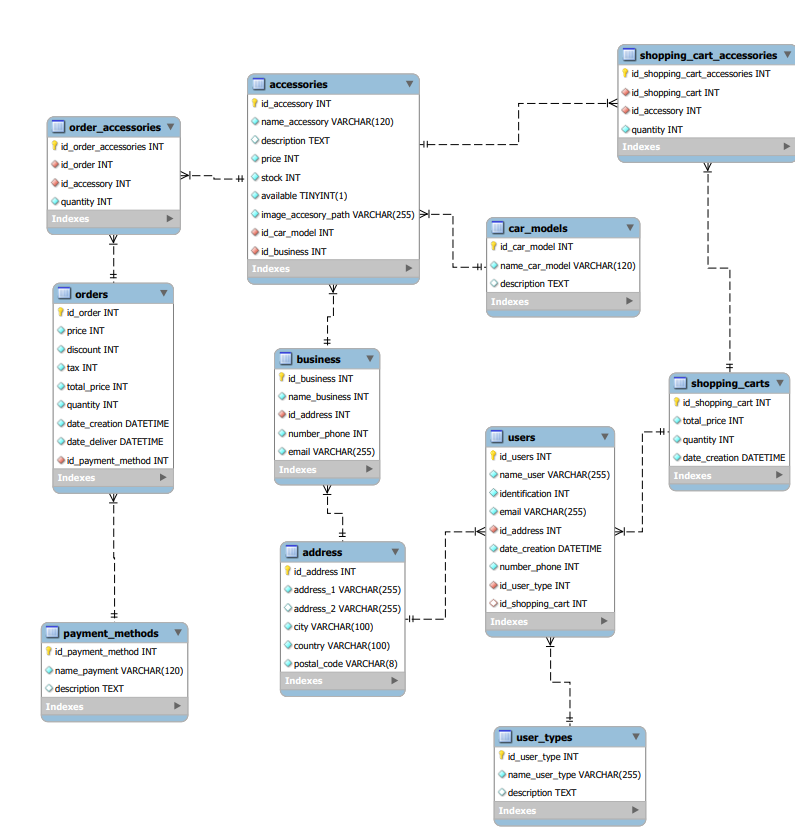 shopping_cart_accessories
id_shopping_cart_accessories INT
id_shopping_cart INT
id_accessory INT
quantity INT
Indexes
accessories
id_accessory INT
name_accessory VARCHAR(120)
description TEXT
price INT
stock INT
available TINYINT(1)
image_accesory_path VARCHAR(255)
id_car_model INT
id_business INT
Indexes
order_accessories
id_order_accessories INT
id_order INT
id_accessory INT
quantity INT
Indexes
car_models
id_car_model INT
name_car_model VARCHAR(120)
description TEXT
Indexes
orders
id_order INT
price INT
discount INT
tax INT
total_price INT
quantity INT
date_creation DATETIME
date_deliver DATETIME
id_payment_method INT
Indexes
business
id_business INT
name_business INT
id_address INT
number_phone INT
email VARCHAR(255)
Indexes
shopping_carts
id_shopping_cart INT
total_price INT
quantity INT
date_creation DATETIME
Indexes
users
id_users INT
name_user VARCHAR(255)
identification INT
email VARCHAR(255)
id_address INT
date_creation DATETIME
number_phone INT
id_user_type INT
id_shopping_cart INT
Indexes
address
id_address INT
address_1 VARCHAR(255)
address_2 VARCHAR(255)
city VARCHAR(100)
country VARCHAR(100)
postal_code VARCHAR(8)
Indexes
payment_methods
id_payment_method INT
name_payment VARCHAR(120)
description TEXT
Indexes
user_types
id_user_type INT
name_user_type VARCHAR(255)
description TEXT
Indexes